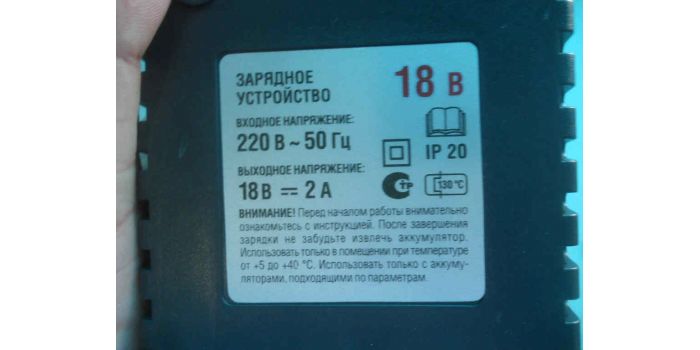 ЗАРЯДНОЕ
УСТРОЙСТВО
18 В
ВХОДНОЕ НАПРЯЖЕНИЕ:
220 В ~ 50 Гц
IP 20
ВЫХОДНОЕ НАПРЯЖЕНИЕ:
18 В ⎓ 2 А
СТР
130 °C
ВНИМАНИЕ! Перед началом работы внимательно
ознакомьтесь с инструкцией. После завершения
зарядки не забудьте извлечь аккумулятор.
Использовать только в помещении при температуре
от +5 до +40 °С. Использовать только с аккуму-
ляторами, подходящими по параметрам.